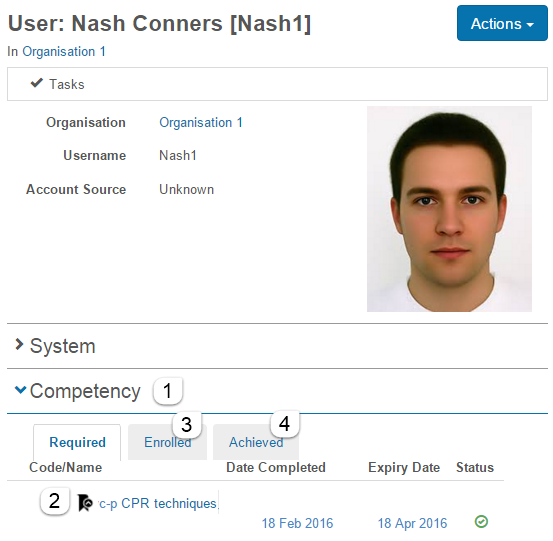 User: Nash Conners [Nash1]
Actions
In Organisation 1
Tasks
Organisation Organisation 1
Username Nash1
Account Source Unknown
System
Competency 1
3 4
Required Enrolled Achieved
Code/Name Date Completed Expiry Date Status
2 c-p CPR techniques,
18 Feb 2016 18 Apr 2016